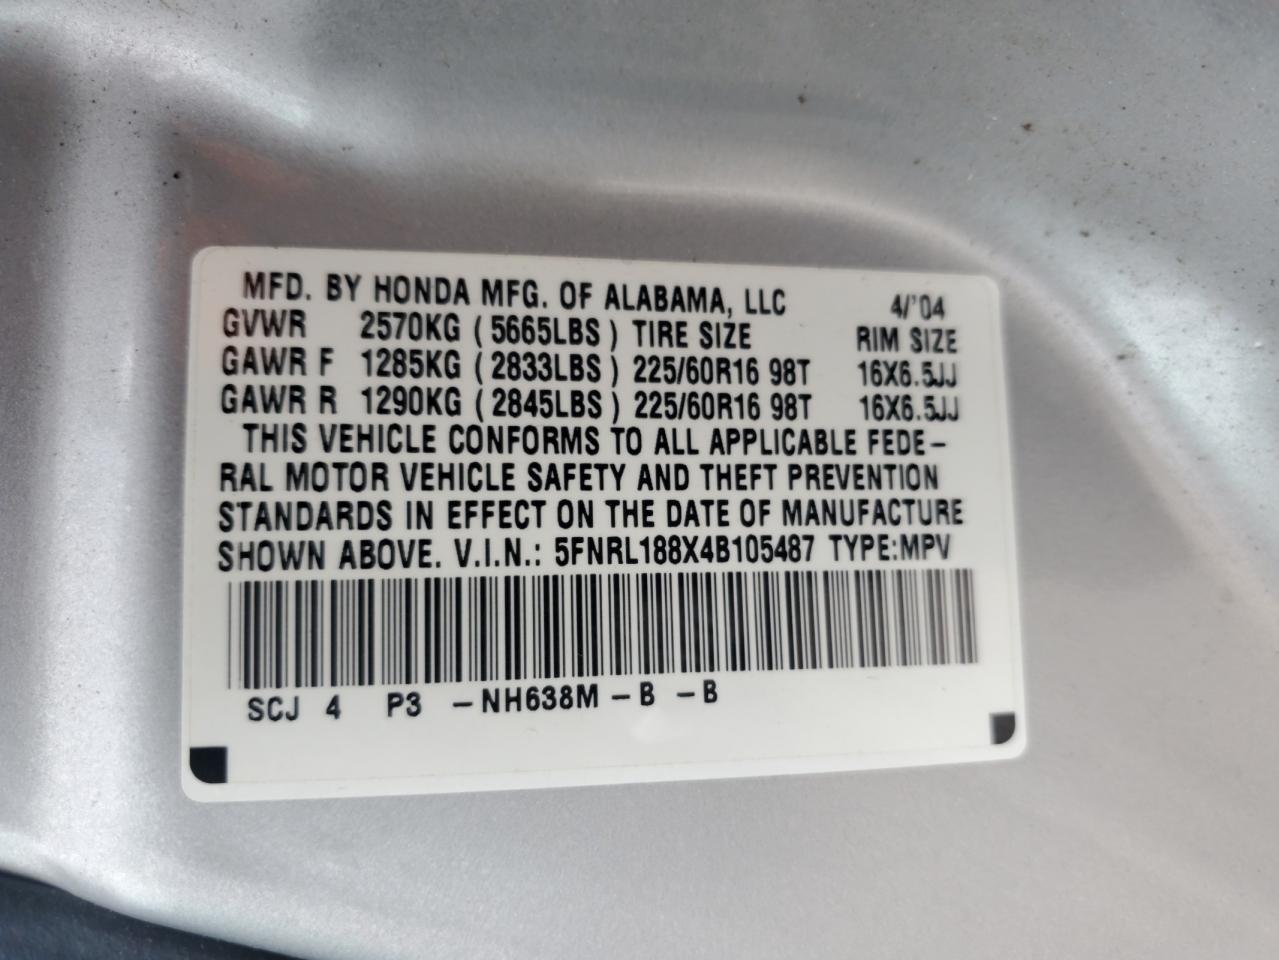 MFD. BY HONDA MFG. OF ALABAMA, LLC 4/'04
GVWR 2570KG (5665LBS) TIRE SIZE RIM SIZE
GAWR F 1285KG (2833LBS) 225/60R16 98T 16X6.5JJ
GAWR R 1290KG (2845LBS) 225/60R16 98T 16X6.5JJ
THIS VEHICLE CONFORMS TO ALL APPLICABLE FEDE-
RAL MOTOR VEHICLE SAFETY AND THEFT PREVENTION
STANDARDS IN EFFECT ON THE DATE OF MANUFACTURE
SHOWN ABOVE. V.I.N.: 5FNRL188X4B105487 TYPE:MPV
SCJ 4 P3 -NH638M -B -B